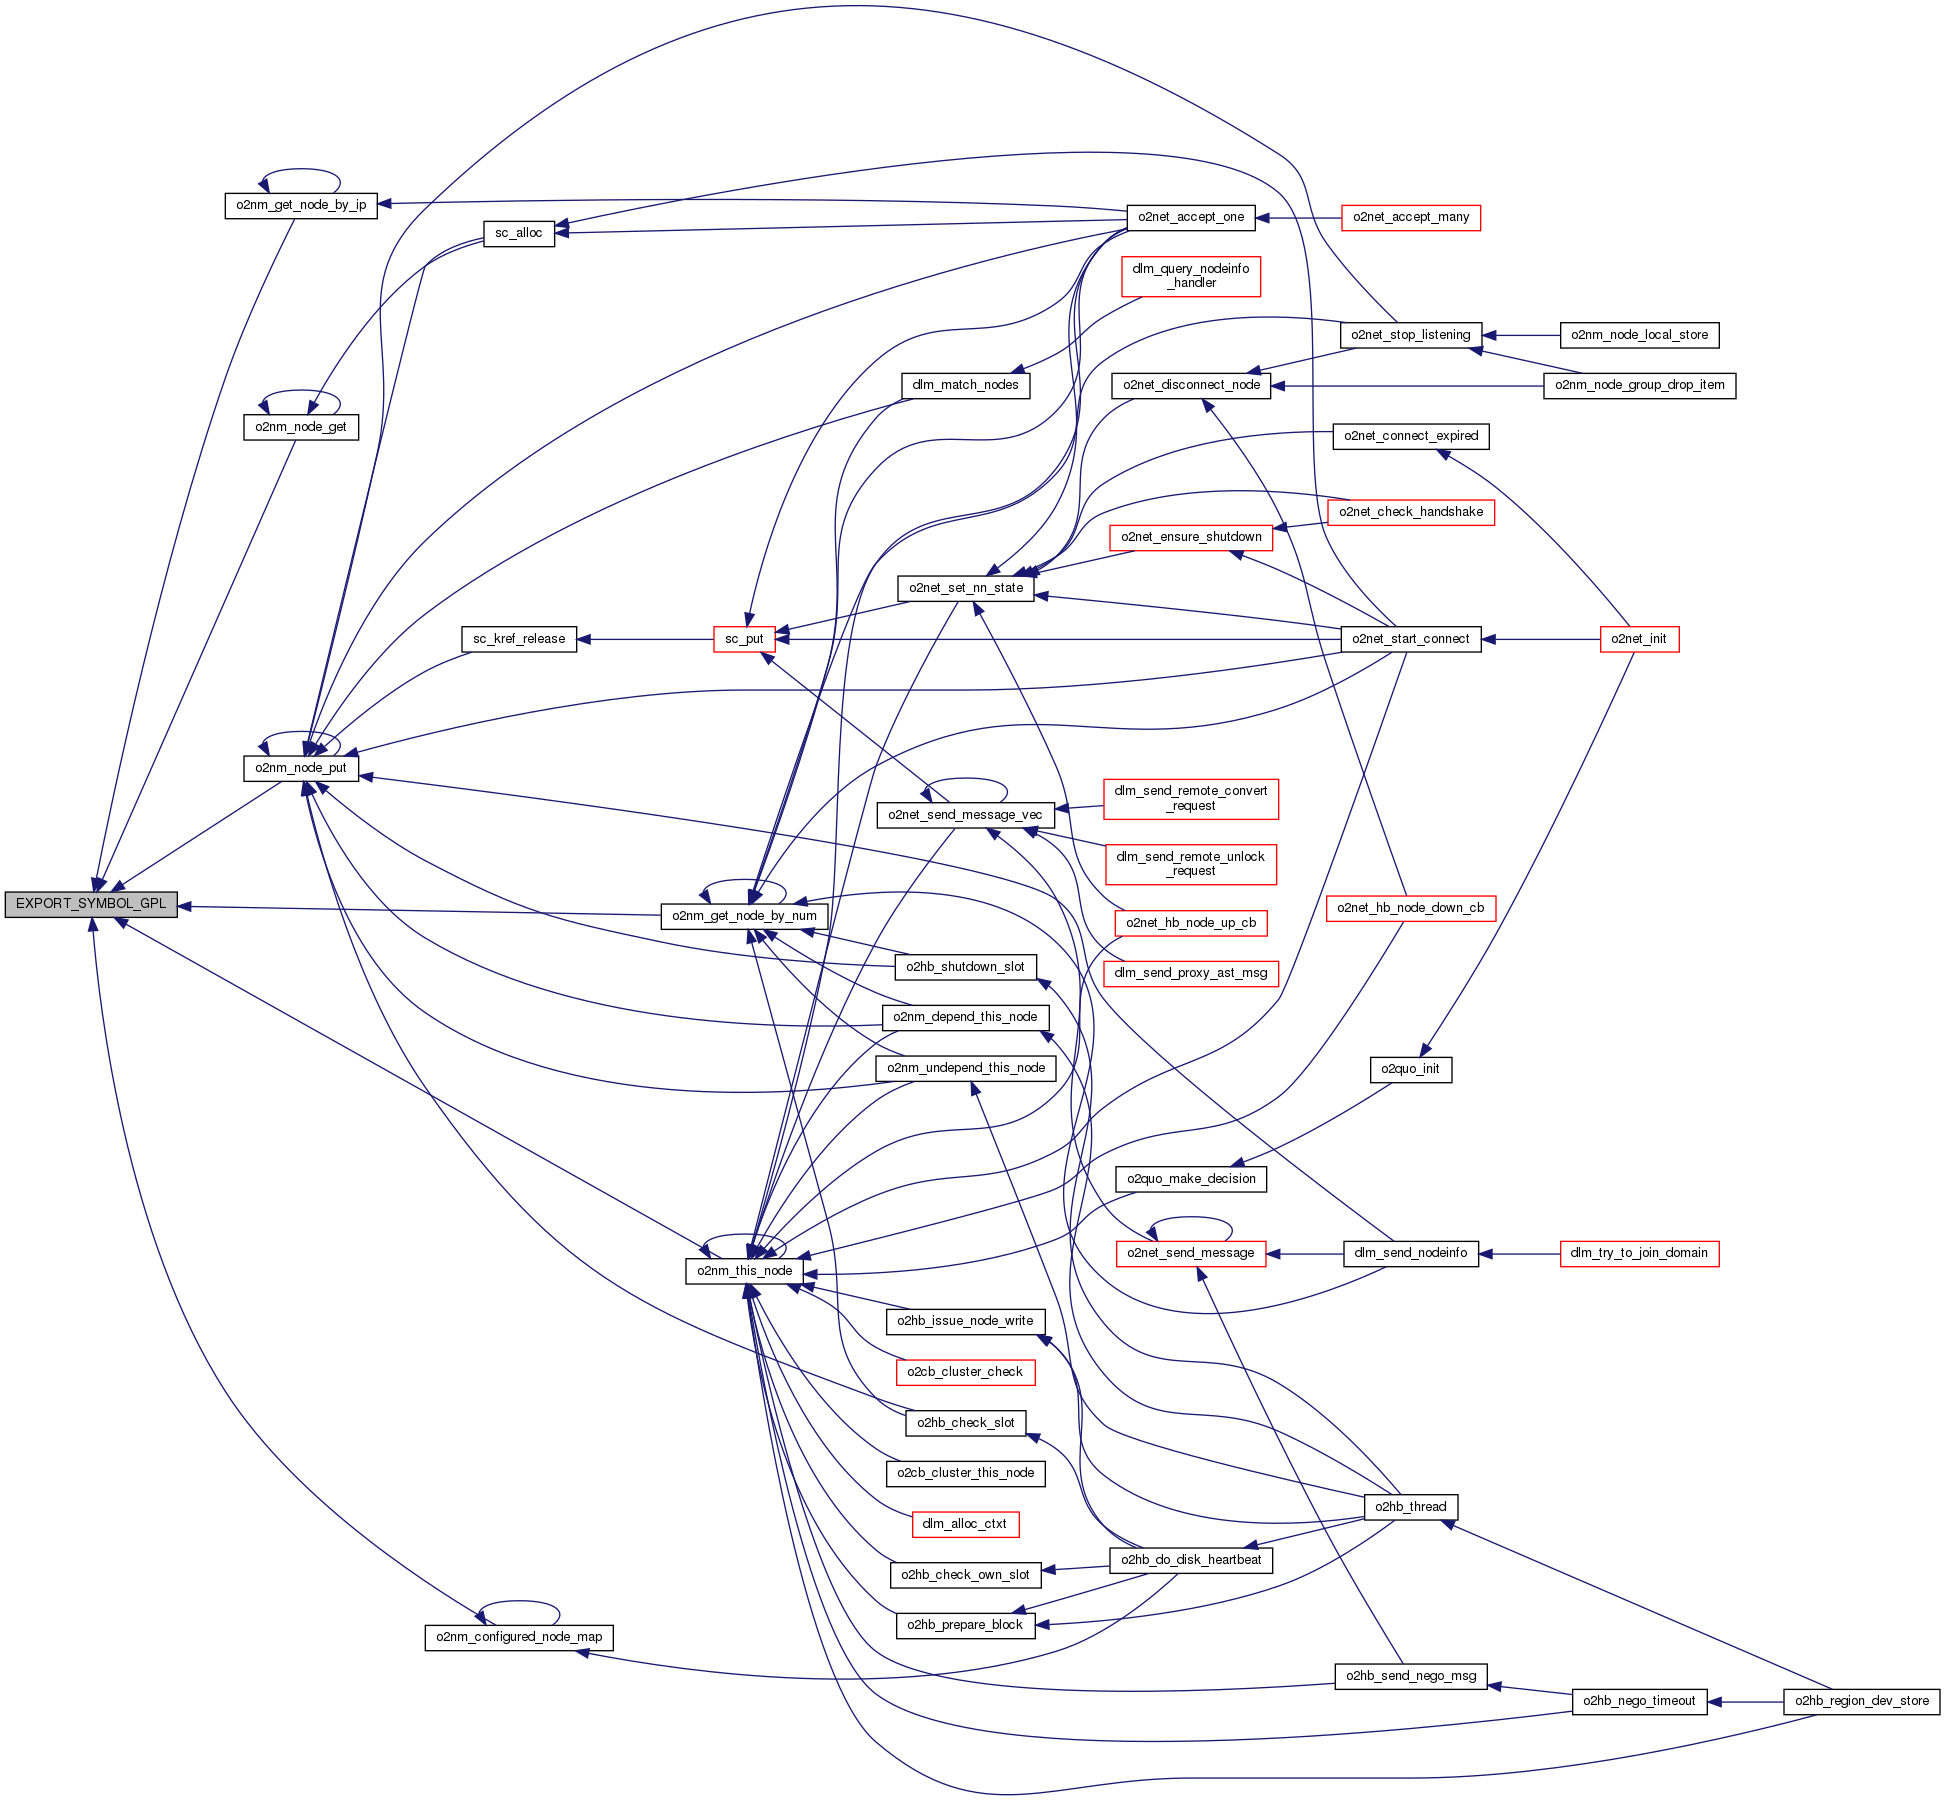 o2nm_get_node_by_ip
sc_alloc
o2net_accept_one
o2net_accept_many
dlm_query_nodeinfo
_handler
o2net_stop_listening
o2nm_node_local_store
dlm_match_nodes
o2net_disconnect_node
o2nm_node_group_drop_item
o2nm_node_get
o2net_connect_expired
o2net_check_handshake
o2net_ensure_shutdown
o2net_set_nn_state
sc_kref_release
sc_put
o2net_start_connect
o2net_init
o2nm_node_put
o2net_send_message_vec
dlm_send_remote_convert
_request
dlm_send_remote_unlock
_request
EXPORT_SYMBOL_GPL
o2nm_get_node_by_num
o2net_hb_node_up_cb
o2net_hb_node_down_cb
o2hb_shutdown_slot
dlm_send_proxy_ast_msg
o2nm_depend_this_node
o2nm_undepend_this_node
o2quo_init
o2quo_make_decision
o2nm_this_node
o2net_send_message
dlm_send_nodeinfo
dlm_try_to_join_domain
o2hb_issue_node_write
o2cb_cluster_check
o2hb_check_slot
o2cb_cluster_this_node
dlm_alloc_ctxt
o2hb_thread
o2hb_check_own_slot
o2hb_do_disk_heartbeat
o2hb_prepare_block
o2nm_configured_node_map
o2hb_send_nego_msg
o2hb_nego_timeout
o2hb_region_dev_store